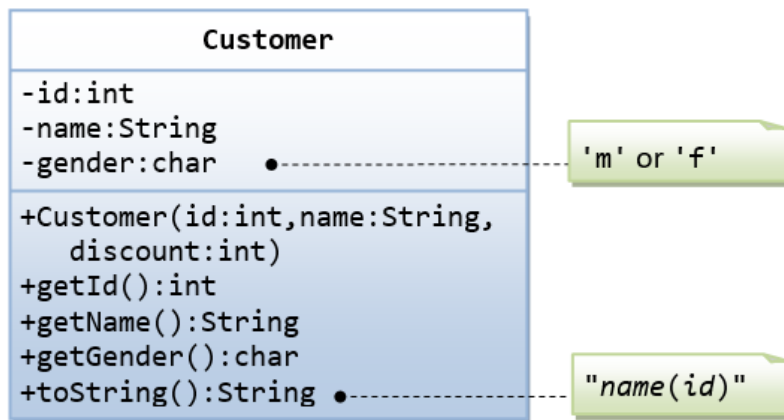 Customer
-id:int
-name:String
-gender:char
'm' or 'f'
+Customer(id:int,name:String,
discount:int)
+getId():int
+getName():String
+getGender():char
+toString():String
"name(id)"